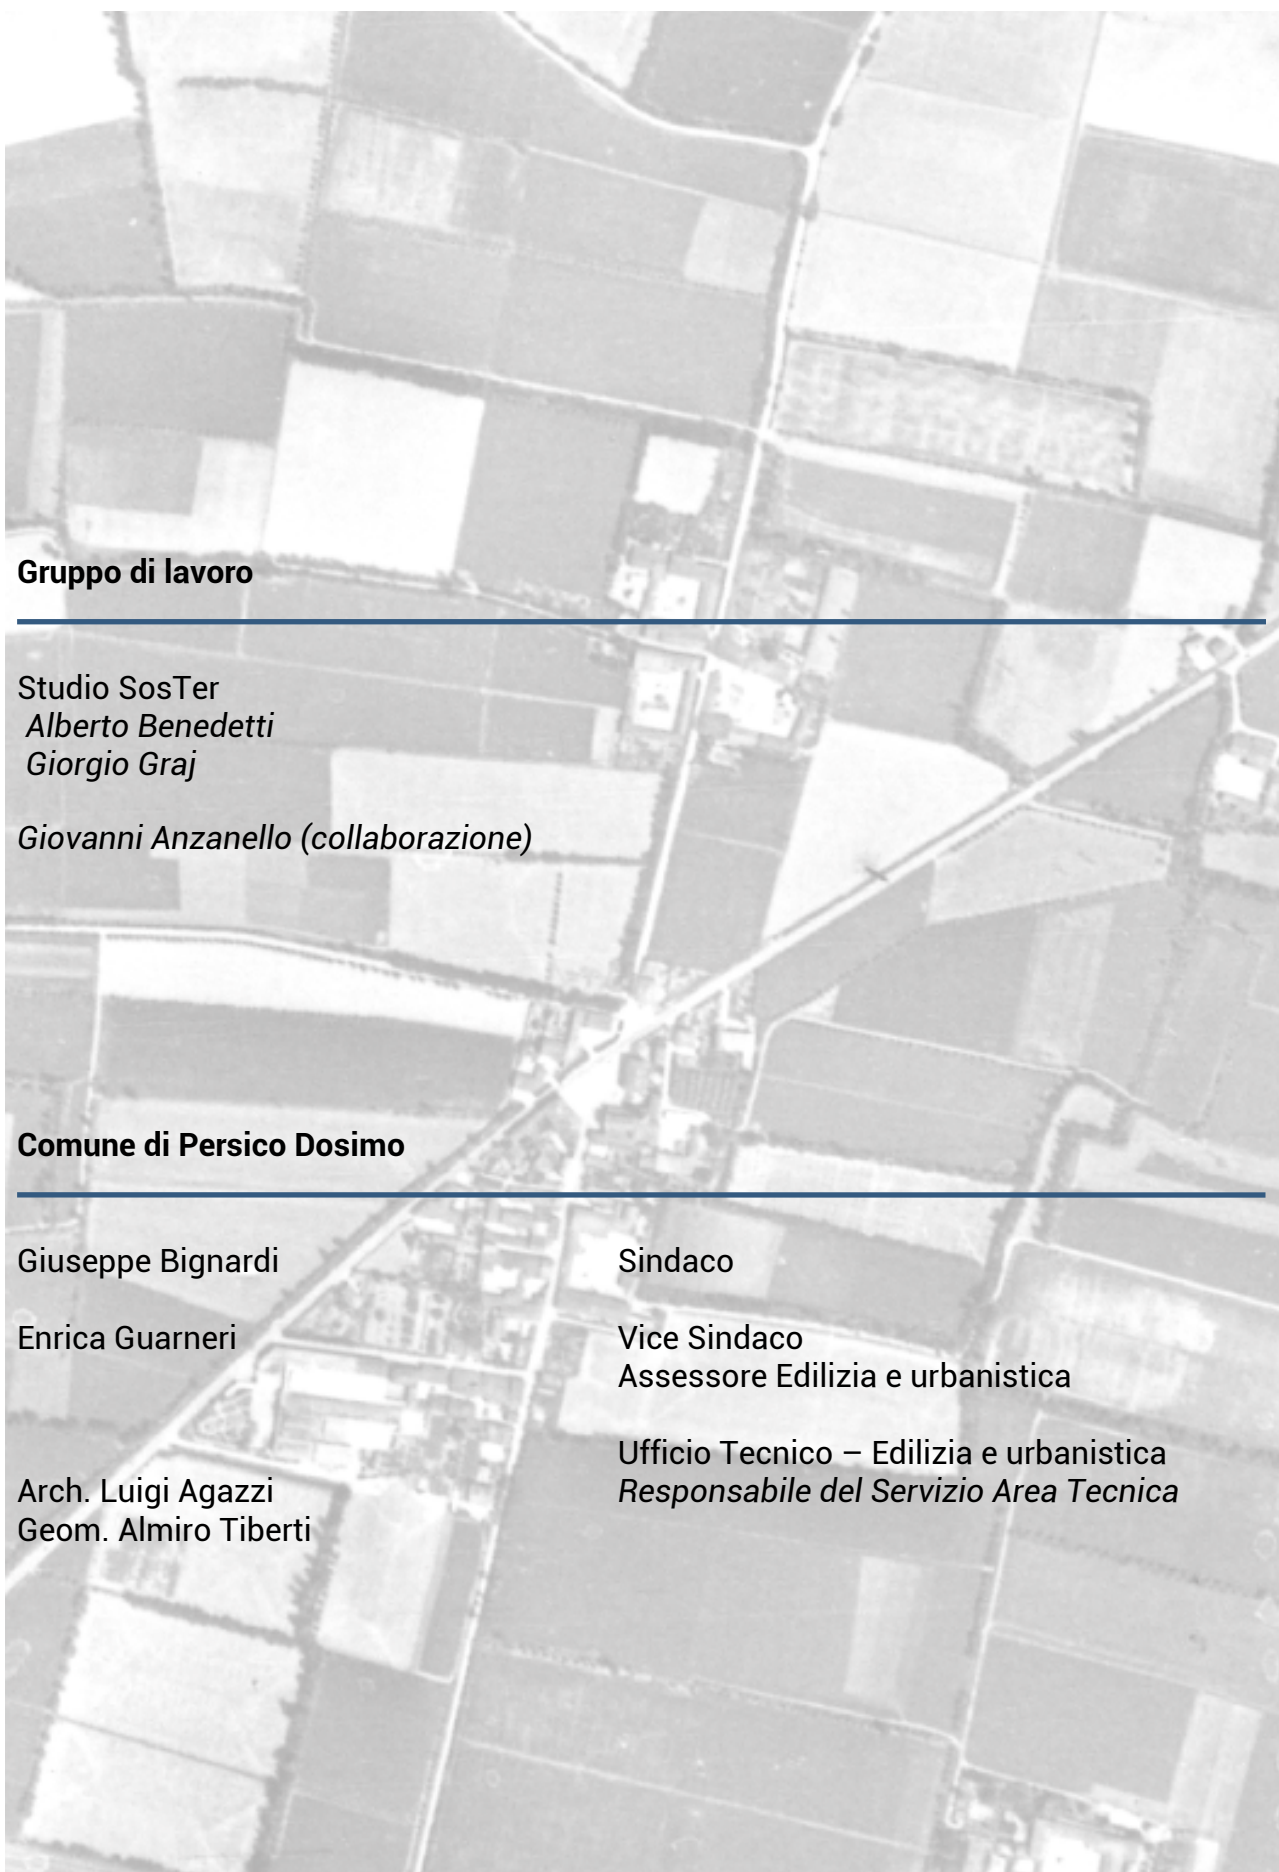 Gruppo di lavoro
Studio SosTer
Alberto Benedetti
Giorgio Graj
Giovanni Anzanello (collaborazione)
Comune di Persico Dosimo
Giuseppe Bignardi Sindaco
Enrica Guarneri Vice Sindaco
Assessore Edilizia e urbanistica
Ufficio Tecnico – Edilizia e urbanistica
Arch. Luigi Agazzi Responsabile del Servizio Area Tecnica
Geom. Almiro Tiberti